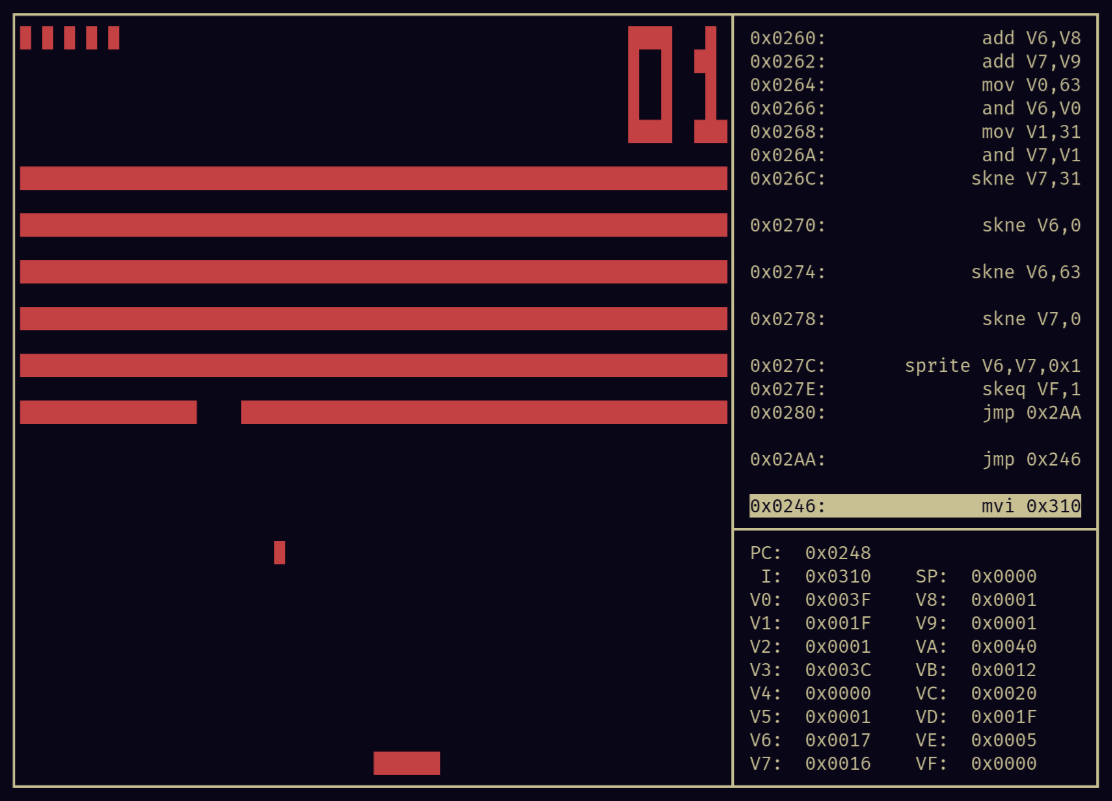 01
0x0260: add V6,V8
0x0262: add V7,V9
0x0264: mov V0,63
0x0266: and V6,V0
0x0268: mov V1,31
0x026A: and V7,V1
0x026C: skne V7,31
0x0270: skne V6,0
0x0274: skne V6,63
0x0278: skne V7,0
0x027C: sprite V6,V7,0x1
0x027E: skeq VF,1
0x0280: jmp 0x2AA
0x02AA: jmp 0x246
0x0246: mvi 0x310
PC: 0x0248
I: 0x0310 SP: 0x0000
V0: 0x003F V8: 0x0001
V1: 0x001F V9: 0x0001
V2: 0x0001 VA: 0x0040
V3: 0x003C VB: 0x0012
V4: 0x0000 VC: 0x0020
V5: 0x0001 VD: 0x001F
V6: 0x0017 VE: 0x0005
V7: 0x0016 VF: 0x0000